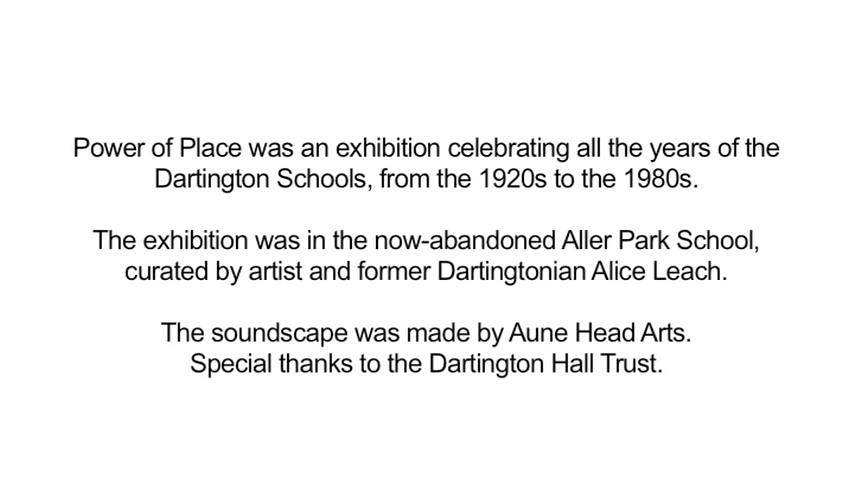 Power of Place was an exhibition celebrating all the years of the
Dartington Schools, from the 1920s to the 1980s.
The exhibition was in the now-abandoned Aller Park School,
curated by artist and former Dartingtonian Alice Leach.
The soundscape was made by Aune Head Arts.
Special thanks to the Dartington Hall Trust.